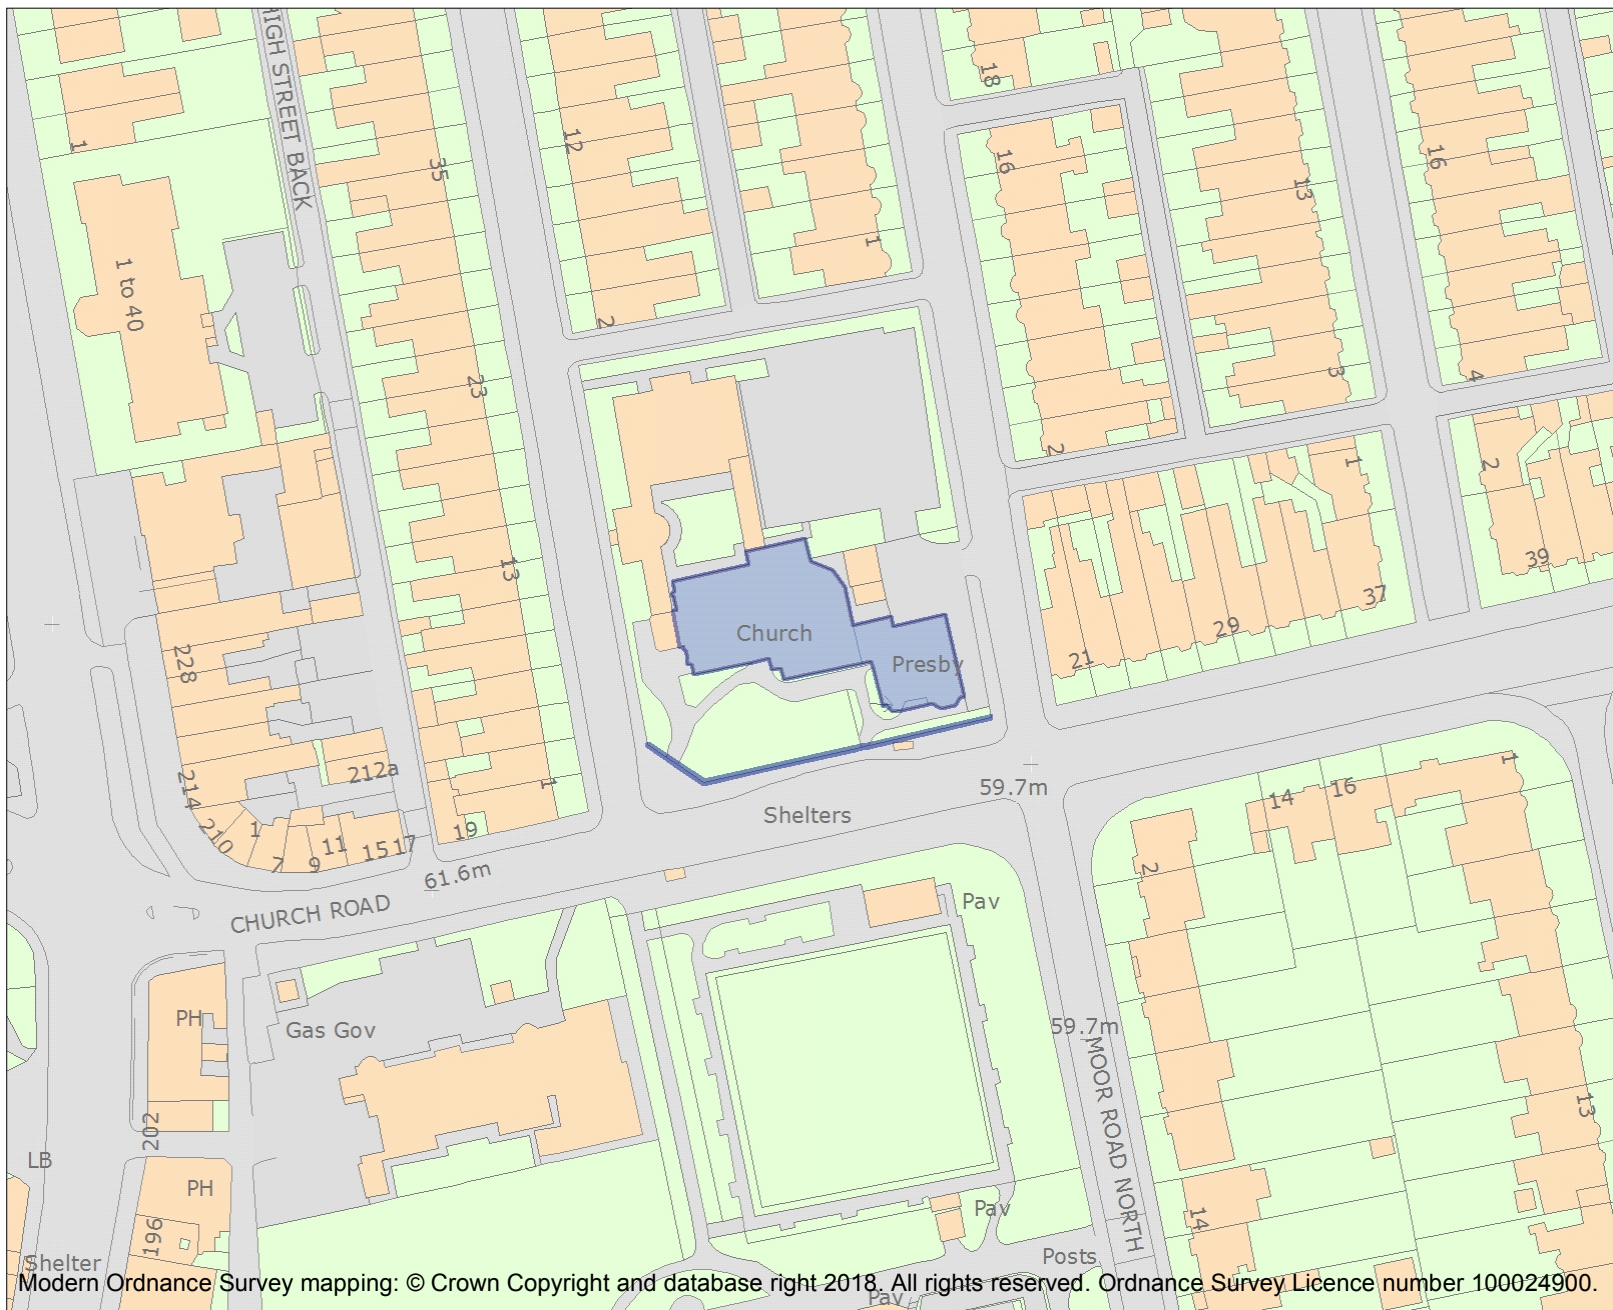 HIGH STREET BACK
18
12
35
16
13
16
1
1
1 to 40
2
23
3
4
2
2
1
13
39
37
29
21
Church
Presby
228
212a
214
210
1
7
9
11
15
17
19
1
61.6m
59.7m
Shelters
14
16
1
2
CHURCH ROAD
Pav
PH
Gas Gov
59.7m
MOOR ROAD NORTH
13
202
LB
PH
196
Pav
14
Shelter
Posts
Pav
Modern Ordnance Survey mapping: © Crown Copyright and database right 2018. All rights reserved. Ordnance Survey Licence number 100024900.